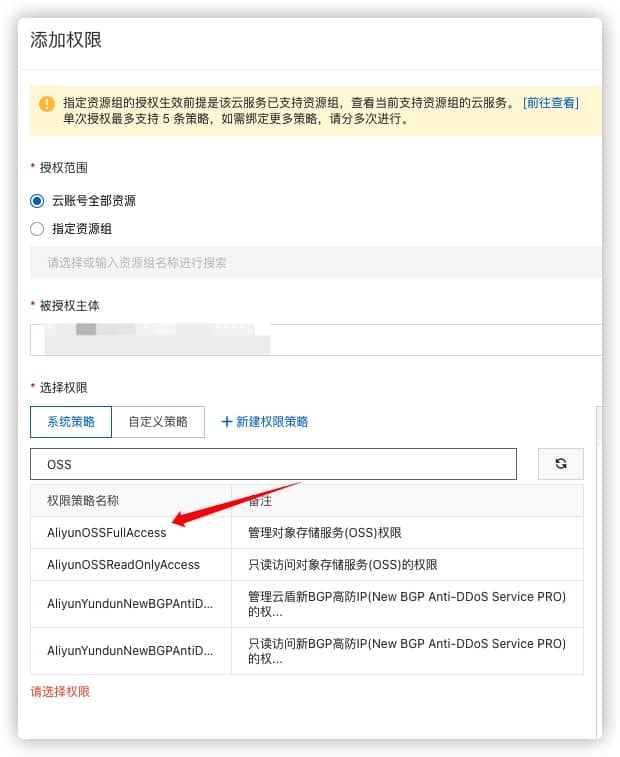 添加权限
指定资源组的授权生效前提是该云服务已支持资源组，查看当前支持资源组的云服务。 [前往查看]
单次授权最多支持 5 条策略，如需绑定更多策略，请分多次进行。
* 授权范围
云账号全部资源
指定资源组
请选择或输入资源组名称进行搜索
* 被授权主体
* 选择权限
系统策略 自定义策略 + 新建权限策略
OSS
权限策略名称 备注
AliyunOSSFullAccess 管理对象存储服务(OSS)权限
AliyunOSSReadOnlyAccess 只读访问对象存储服务(OSS)的权限
AliyunYundunNewBGPAntiD... 管理云盾新BGP高防IP(New BGP Anti-DDoS Service PRO)
的权...
AliyunYundunNewBGPAntiD... 只读访问新BGP高防IP(New BGP Anti-DDoS Service PRO)
的权...
请选择权限